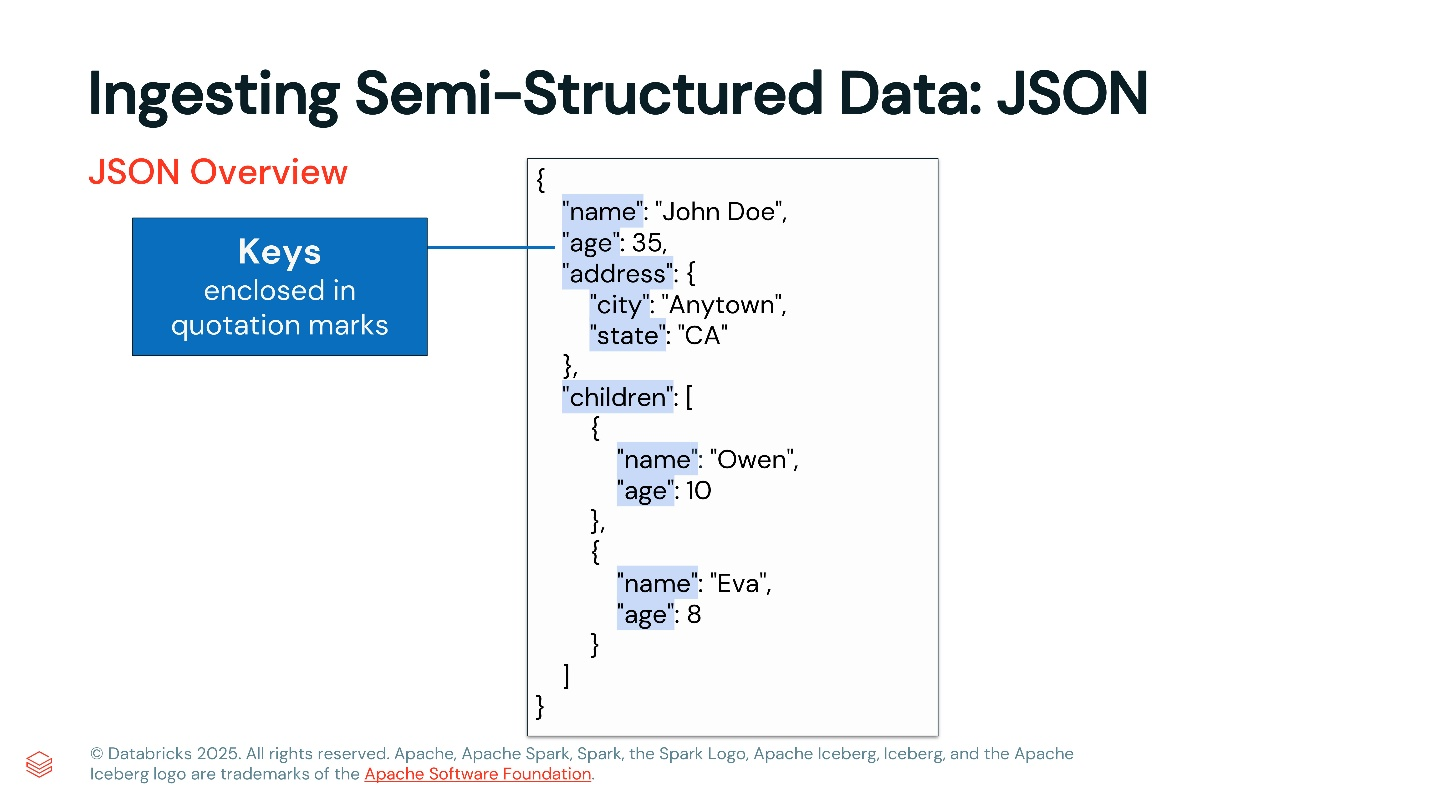 Ingesting Semi-Structured Data: JSON
JSON Overview
Keys
enclosed in
quotation marks
{
"name": "John Doe",
"age": 35,
"address": {
"city": "Anytown",
"state": "CA"
},
"children": [
{
"name": "Owen",
"age": 10
},
{
"name": "Eva",
"age": 8
}
]
}
© Databricks 2025. All rights reserved. Apache, Apache Spark, Spark, the Spark Logo, Apache Iceberg, Iceberg, and the Apache
Iceberg logo are trademarks of the Apache Software Foundation.